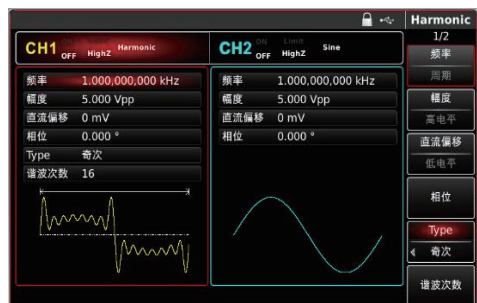 Harmonic
CH1 ON OFF HighZ Harmonic
CH2 ON OFF Limit HighZ Sine
1/2
频率
周期
频率 1.000,000,000 kHz
幅度 5.000 Vpp
直流偏移 0 mV
相位 0.000 °
Type 奇次
谐波次数 16
频率 1.000,000,000 kHz
幅度 5.000 Vpp
直流偏移 0 mV
相位 0.000 °
幅度
高电平
直流偏移
低电平
相位
Type
奇次
谐波次数